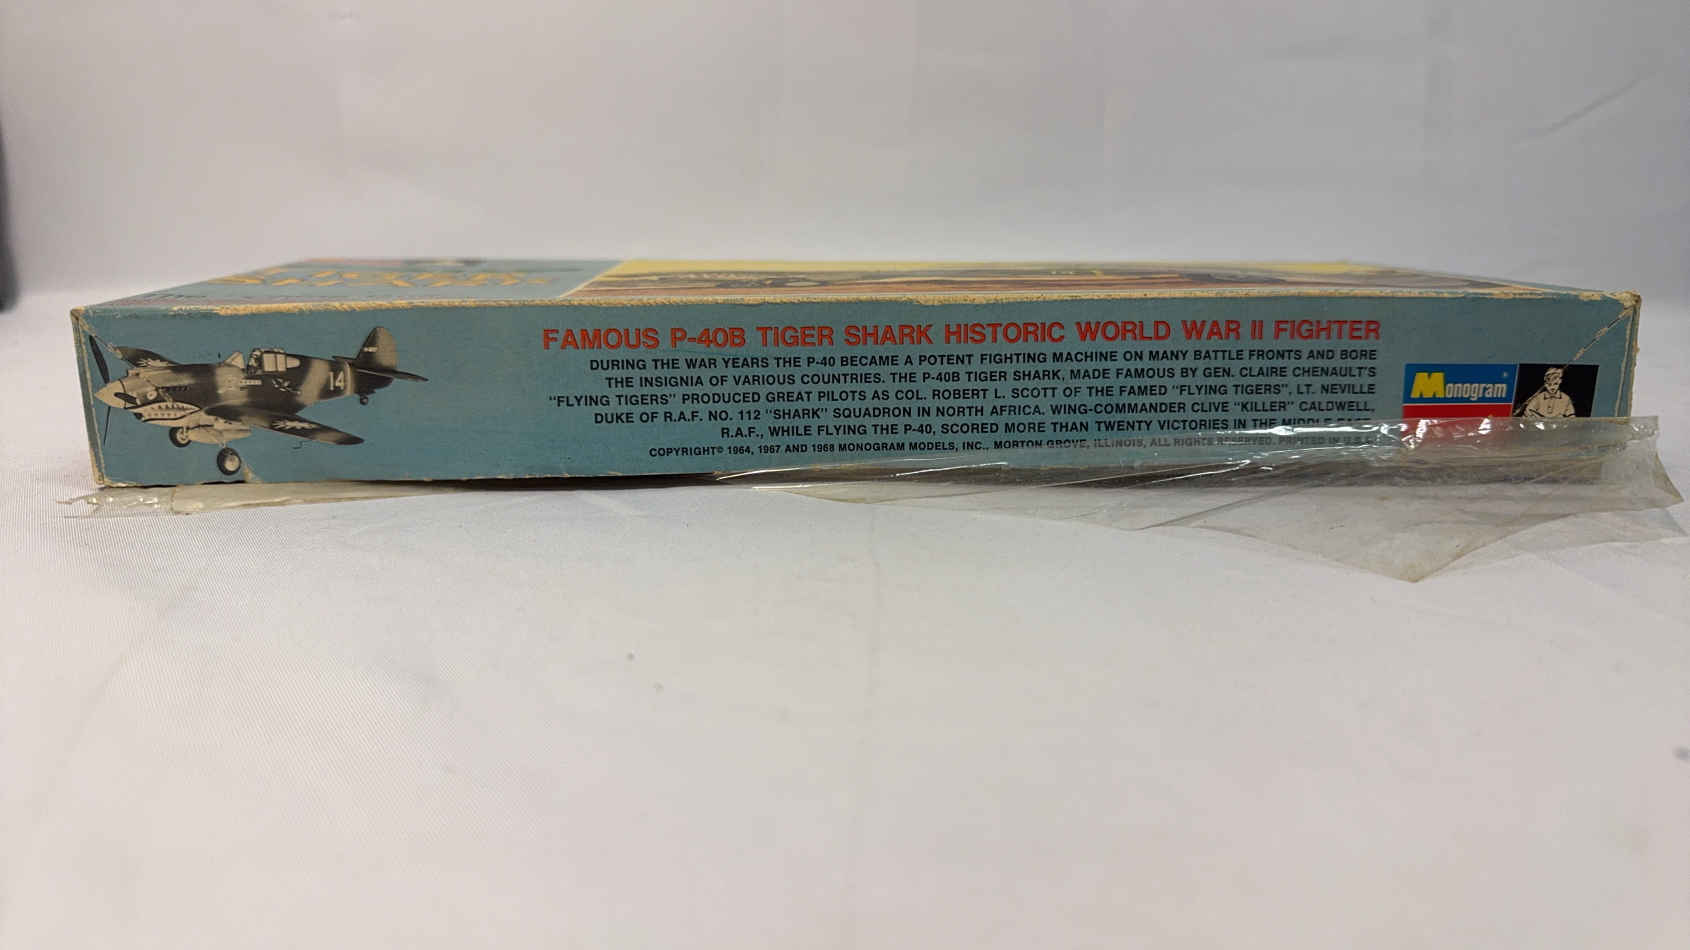 FAMOUS P-40B TIGER SHARK HISTORIC WORLD WAR II FIGHTER
DURING THE WAR YEARS THE P-40 BECAME A POTENT FIGHTING MACHINE ON MANY BATTLE FRONTS AND BORE
THE INSIGNIA OF VARIOUS COUNTRIES. THE P-40B TIGER SHARK, MADE FAMOUS BY GEN. CLAIRE CHENAULT'S
"FLYING TIGERS" PRODUCED GREAT PILOTS AS COL. ROBERT L. SCOTT OF THE FAMED "FLYING TIGERS", LT. NEVILLE
DUKE OF R.A.F. NO. 112 "SHARK" SQUADRON IN NORTH AFRICA. WING-COMMANDER CLIVE "KILLER" CALDWELL,
R.A.F., WHILE FLYING THE P-40, SCORED MORE THAN TWENTY VICTORIES IN THE MIDDLE
COPYRIGHT© 1964, 1967 AND 1968 MONOGRAM MODELS, INC., MORTON GROVE, ILLINOIS, ALL RIGHTS RESERVED. PRINTED IN U.S.A.
14
Monogram